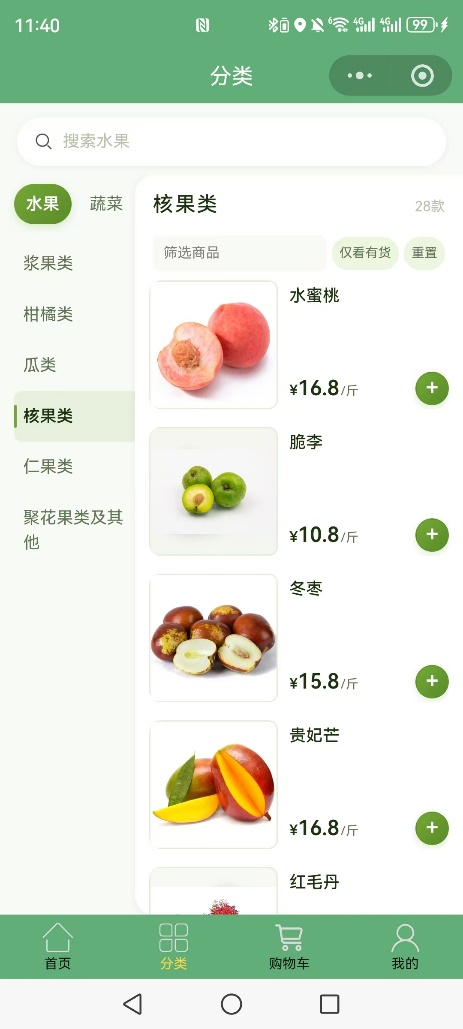 11:40
6
4G
4G
99
分类
搜索水果
水果
蔬菜
浆果类
柑橘类
瓜类
核果类
仁果类
聚花果类及其
他
核果类
28款
筛选商品
仅看有货
重置
水蜜桃
¥16.8/斤
+
脆李
¥10.8/斤
+
冬枣
¥15.8/斤
+
贵妃芒
¥16.8/斤
+
红毛丹
首页
分类
购物车
我的